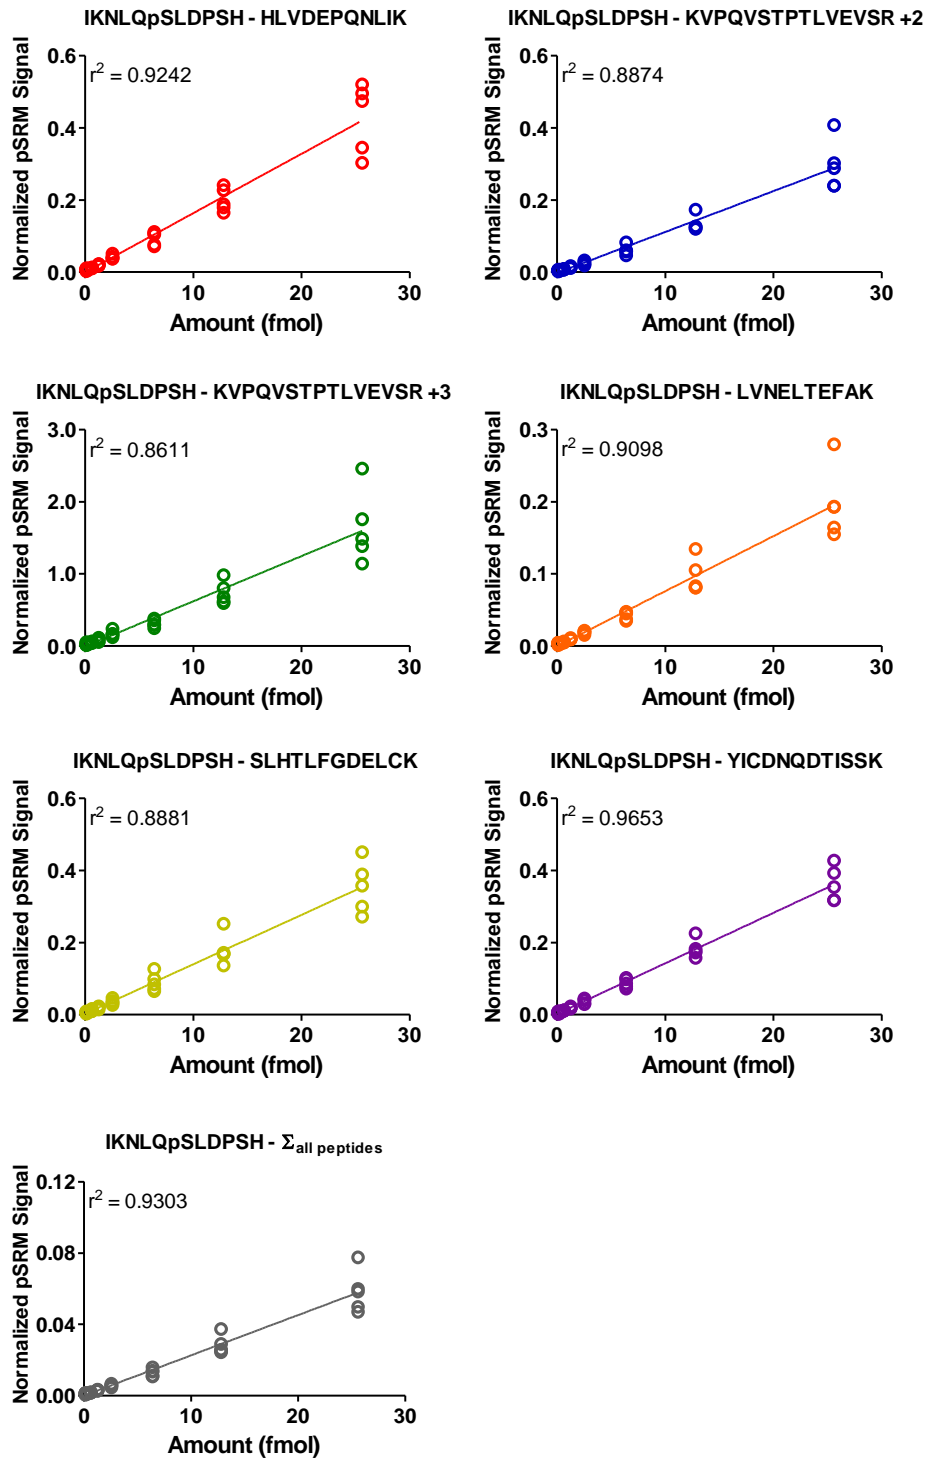 IKNLQpSLDPSH - HLVDEPQNLIK
IKNLQpSLDPSH - KVPQVSTPTLVEVSR +2
Normalized pSRM Signal
0.6
0.4
0.2
0.0
r² = 0.9242
0 10 20 30
Amount (fmol)
Normalized pSRM Signal
0.6
0.4
0.2
0.0
r² = 0.8874
0 10 20 30
Amount (fmol)
IKNLQpSLDPSH - KVPQVSTPTLVEVSR +3
IKNLQpSLDPSH - LVNELTEFAK
Normalized pSRM Signal
3.0
2.0
1.0
0.0
r² = 0.8611
0 10 20 30
Amount (fmol)
Normalized pSRM Signal
0.3
0.2
0.1
0.0
r² = 0.9098
0 10 20 30
Amount (fmol)
IKNLQpSLDPSH - SLHTLFGDELCK
IKNLQpSLDPSH - YICDNQDTISSK
Normalized pSRM Signal
0.6
0.4
0.2
0.0
r² = 0.8881
0 10 20 30
Amount (fmol)
Normalized pSRM Signal
0.6
0.4
0.2
0.0
r² = 0.9653
0 10 20 30
Amount (fmol)
IKNLQpSLDPSH - Σall peptides
Normalized pSRM Signal
0.12
0.08
0.04
0.00
r² = 0.9303
0 10 20 30
Amount (fmol)